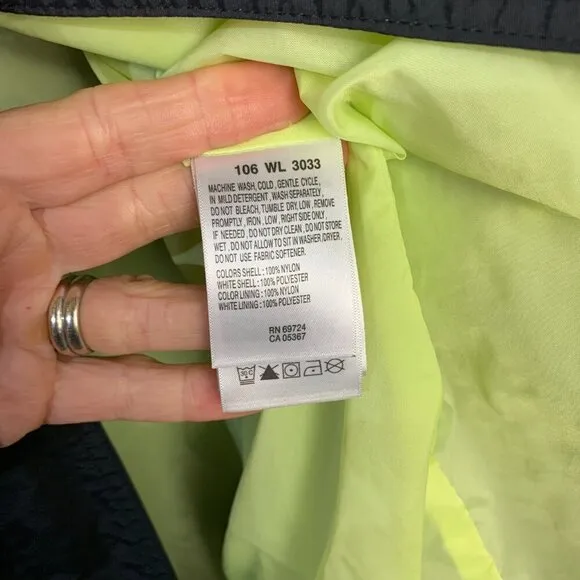 106 WL 3033
MACHINE WASH, COLD, GENTLE CYCLE,
IN MILD DETERGENT, WASH SEPARATELY.
DO NOT BLEACH, TUMBLE DRY, LOW, REMOVE
PROMPTLY, IRON, LOW, RIGHT SIDE ONLY,
IF NEEDED. DO NOT DRY CLEAN, DO NOT STORE
WET, DO NOT ALLOW TO SIT IN WASHER/DRYER.
DO NOT USE FABRIC SOFTENER.
COLORS SHELL : 100% NYLON
WHITE SHELL : 100% POLYESTER
COLOR LINING : 100% NYLON
WHITE LINING : 100% POLYESTER
RN 69724
CA 05367
30°C